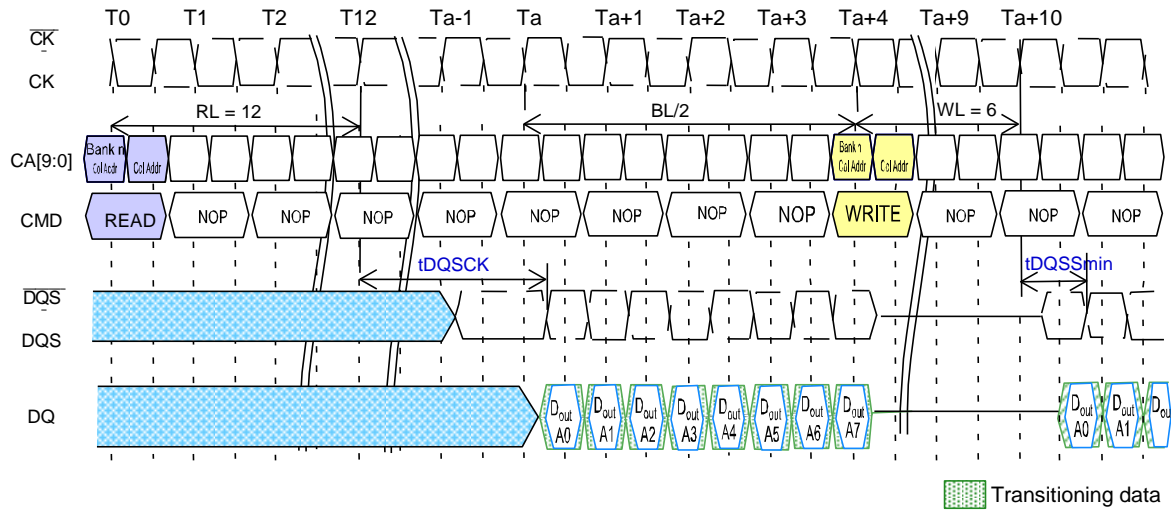 T0 T1 T2 T12 Ta-1 Ta Ta+1 Ta+2 Ta+3 Ta+4 Ta+9 Ta+10
CK
CK
RL = 12 BL/2 WL = 6
CA[9:0] Bank n Col Addr Col Addr Bank n Col Addr Col Addr
CMD READ NOP NOP NOP NOP NOP NOP NOP NOP WRITE NOP NOP NOP
tDQSCK tDQSSmin
DQS
DQS
DQ Dout A0 Dout A1 Dout A2 Dout A3 Dout A4 Dout A5 Dout A6 Dout A7 Dout A0 Dout A1 Dou
Transitioning data